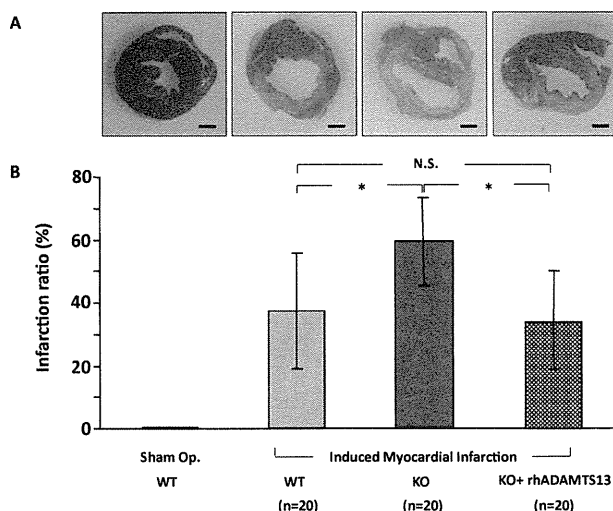 A
B
N.S.
* *
80
60
40
20
0
Infarction ratio (%)
Sham Op.
WT
Induced Myocardial Infarction
WT KO KO+ rhADAMTS13
(n=20) (n=20) (n=20)